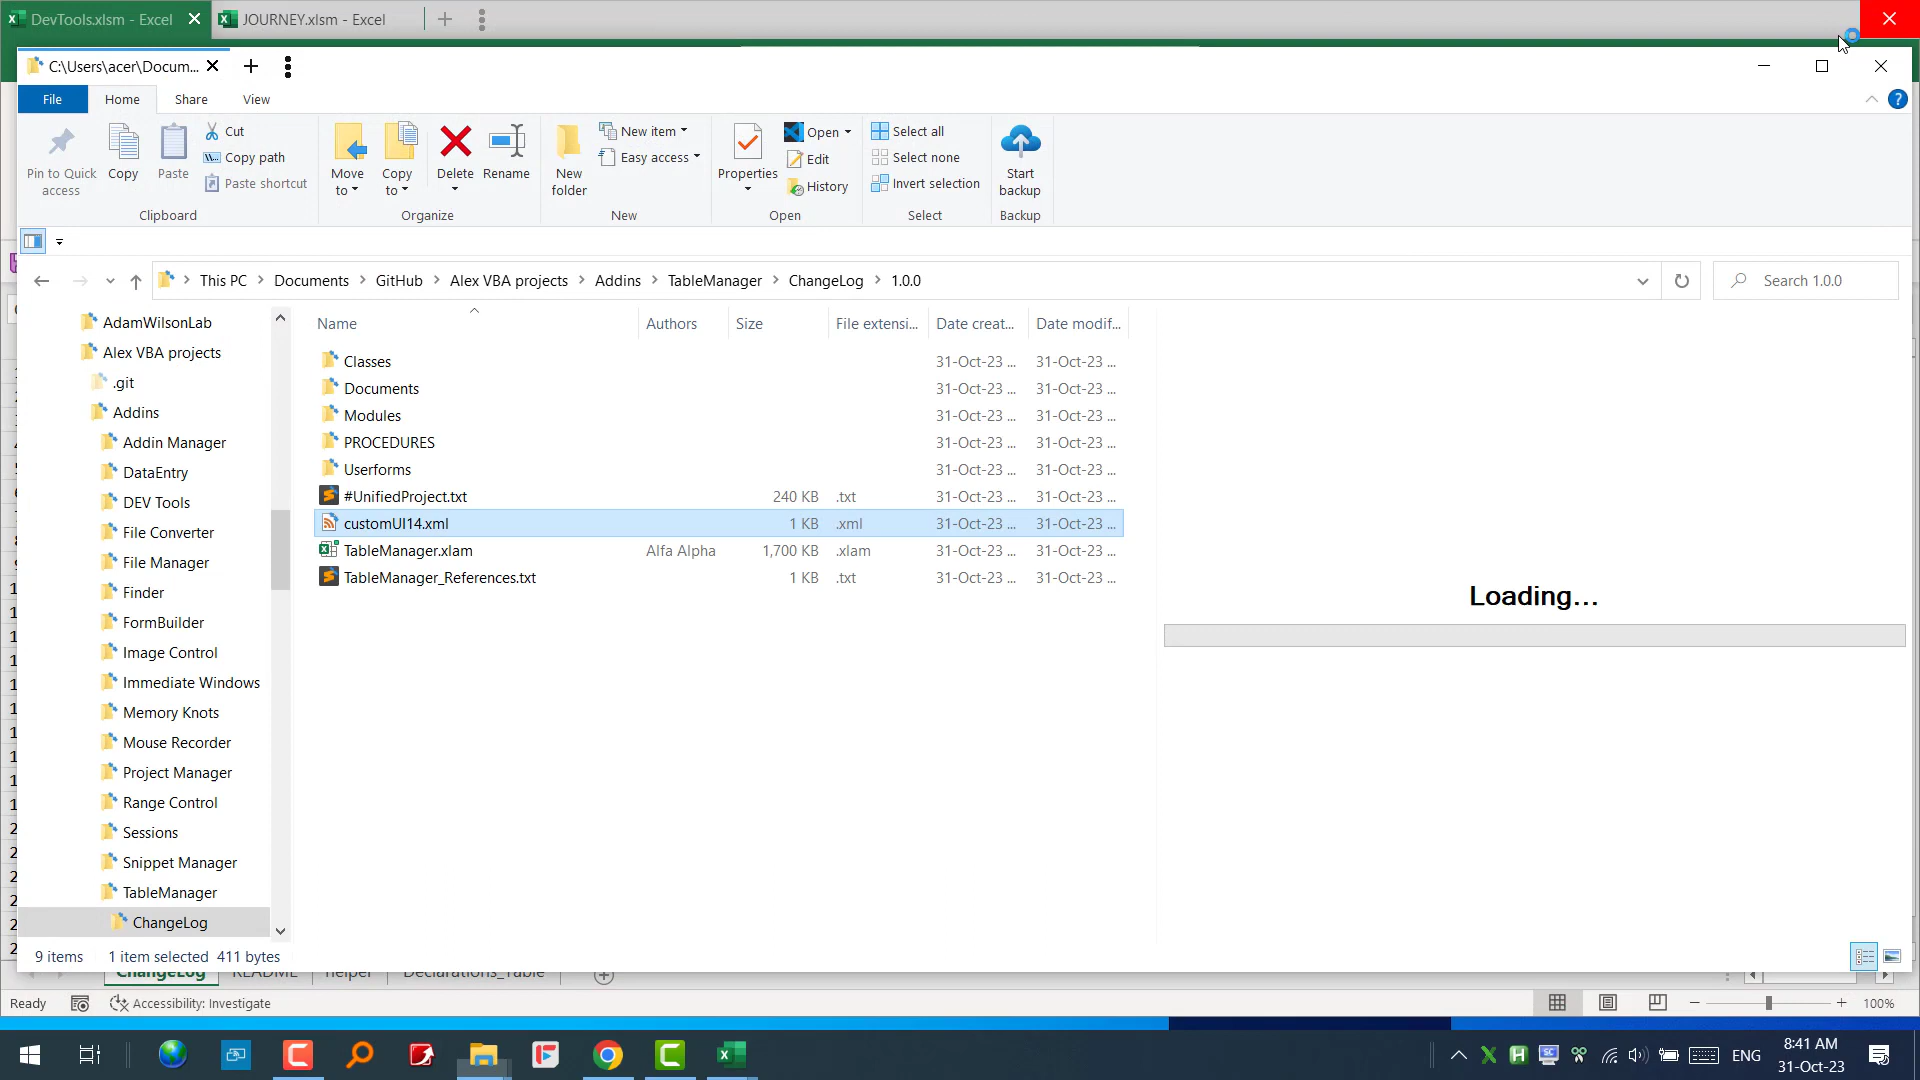 DevTools.xlsm - Excel
JOURNEY.xlsm - Excel
C:\Users\acer\Docum...
File
Home
Share
View
Pin to Quick access
Copy
Paste
Cut
Copy path
Paste shortcut
Clipboard
Move to
Copy to
Delete
Rename
Organize
New folder
New item
Easy access
New
Properties
Open
Edit
History
Open
Select all
Select none
Invert selection
Select
Start backup
Backup
This PC > Documents > GitHub > Alex VBA projects > Addins > TableManager > ChangeLog > 1.0.0
Search 1.0.0
AdamWilsonLab
Alex VBA projects
.git
Addins
Addin Manager
DataEntry
DEV Tools
File Converter
File Manager
Finder
FormBuilder
Image Control
Immediate Windows
Memory Knots
Mouse Recorder
Project Manager
Range Control
Sessions
Snippet Manager
TableManager
ChangeLog
Name Authors Size File extensi... Date creat... Date modif...
Classes 31-Oct-23 ... 31-Oct-23 ...
Documents 31-Oct-23 ... 31-Oct-23 ...
Modules 31-Oct-23 ... 31-Oct-23 ...
PROCEDURES 31-Oct-23 ... 31-Oct-23 ...
Userforms 31-Oct-23 ... 31-Oct-23 ...
#UnifiedProject.txt 240 KB .txt 31-Oct-23 ... 31-Oct-23 ...
customUI14.xml 1 KB .xml 31-Oct-23 ... 31-Oct-23 ...
TableManager.xlam Alfa Alpha 1,700 KB .xlam 31-Oct-23 ... 31-Oct-23 ...
TableManager_References.txt 1 KB .txt 31-Oct-23 ... 31-Oct-23 ...
Loading...
9 items 1 item selected 411 bytes
ChangeLog README helper Declarations_Table
Ready Accessibility: Investigate 100%
ENG
8:41 AM
31-Oct-23